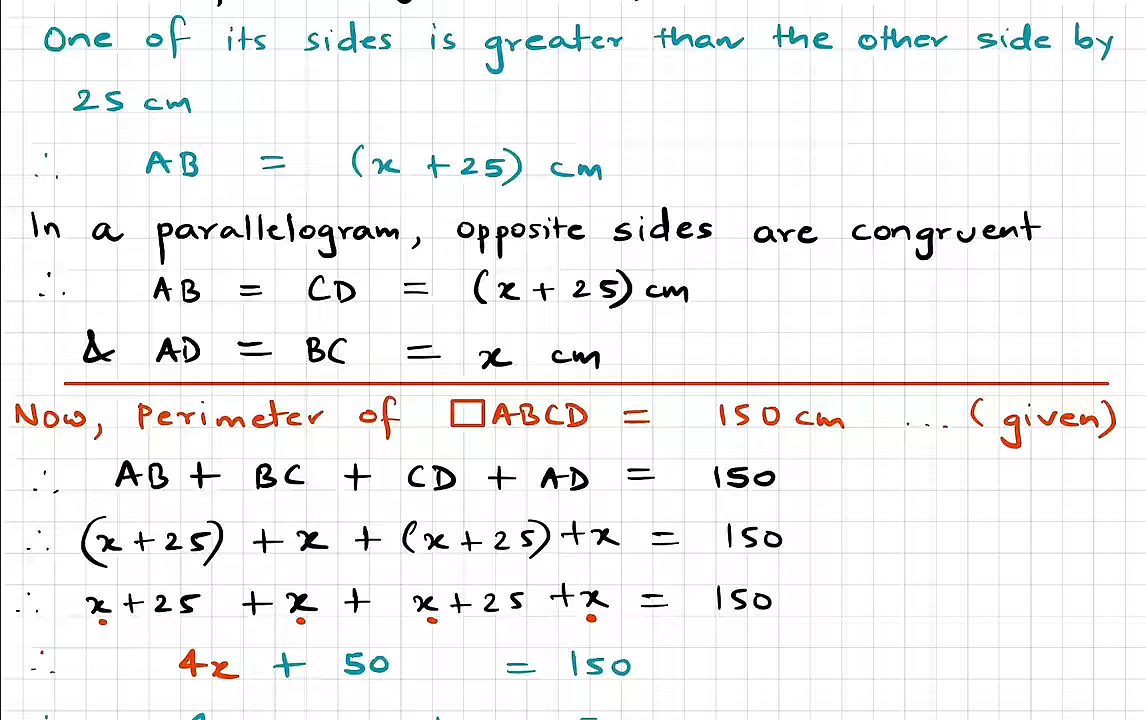 One of its sides is greater than the other side by
25 cm
∴ AB = (x + 25) cm
In a parallelogram, opposite sides are congruent
∴ AB = CD = (x + 25) cm
& AD = BC = x cm
Now, Perimeter of □ABCD = 150 cm ... (given)
∴ AB + BC + CD + AD = 150
∴ (x + 25) + x + (x + 25) + x = 150
∴ x + 25 + x + x + 25 + x = 150
∴ 4x + 50 = 150